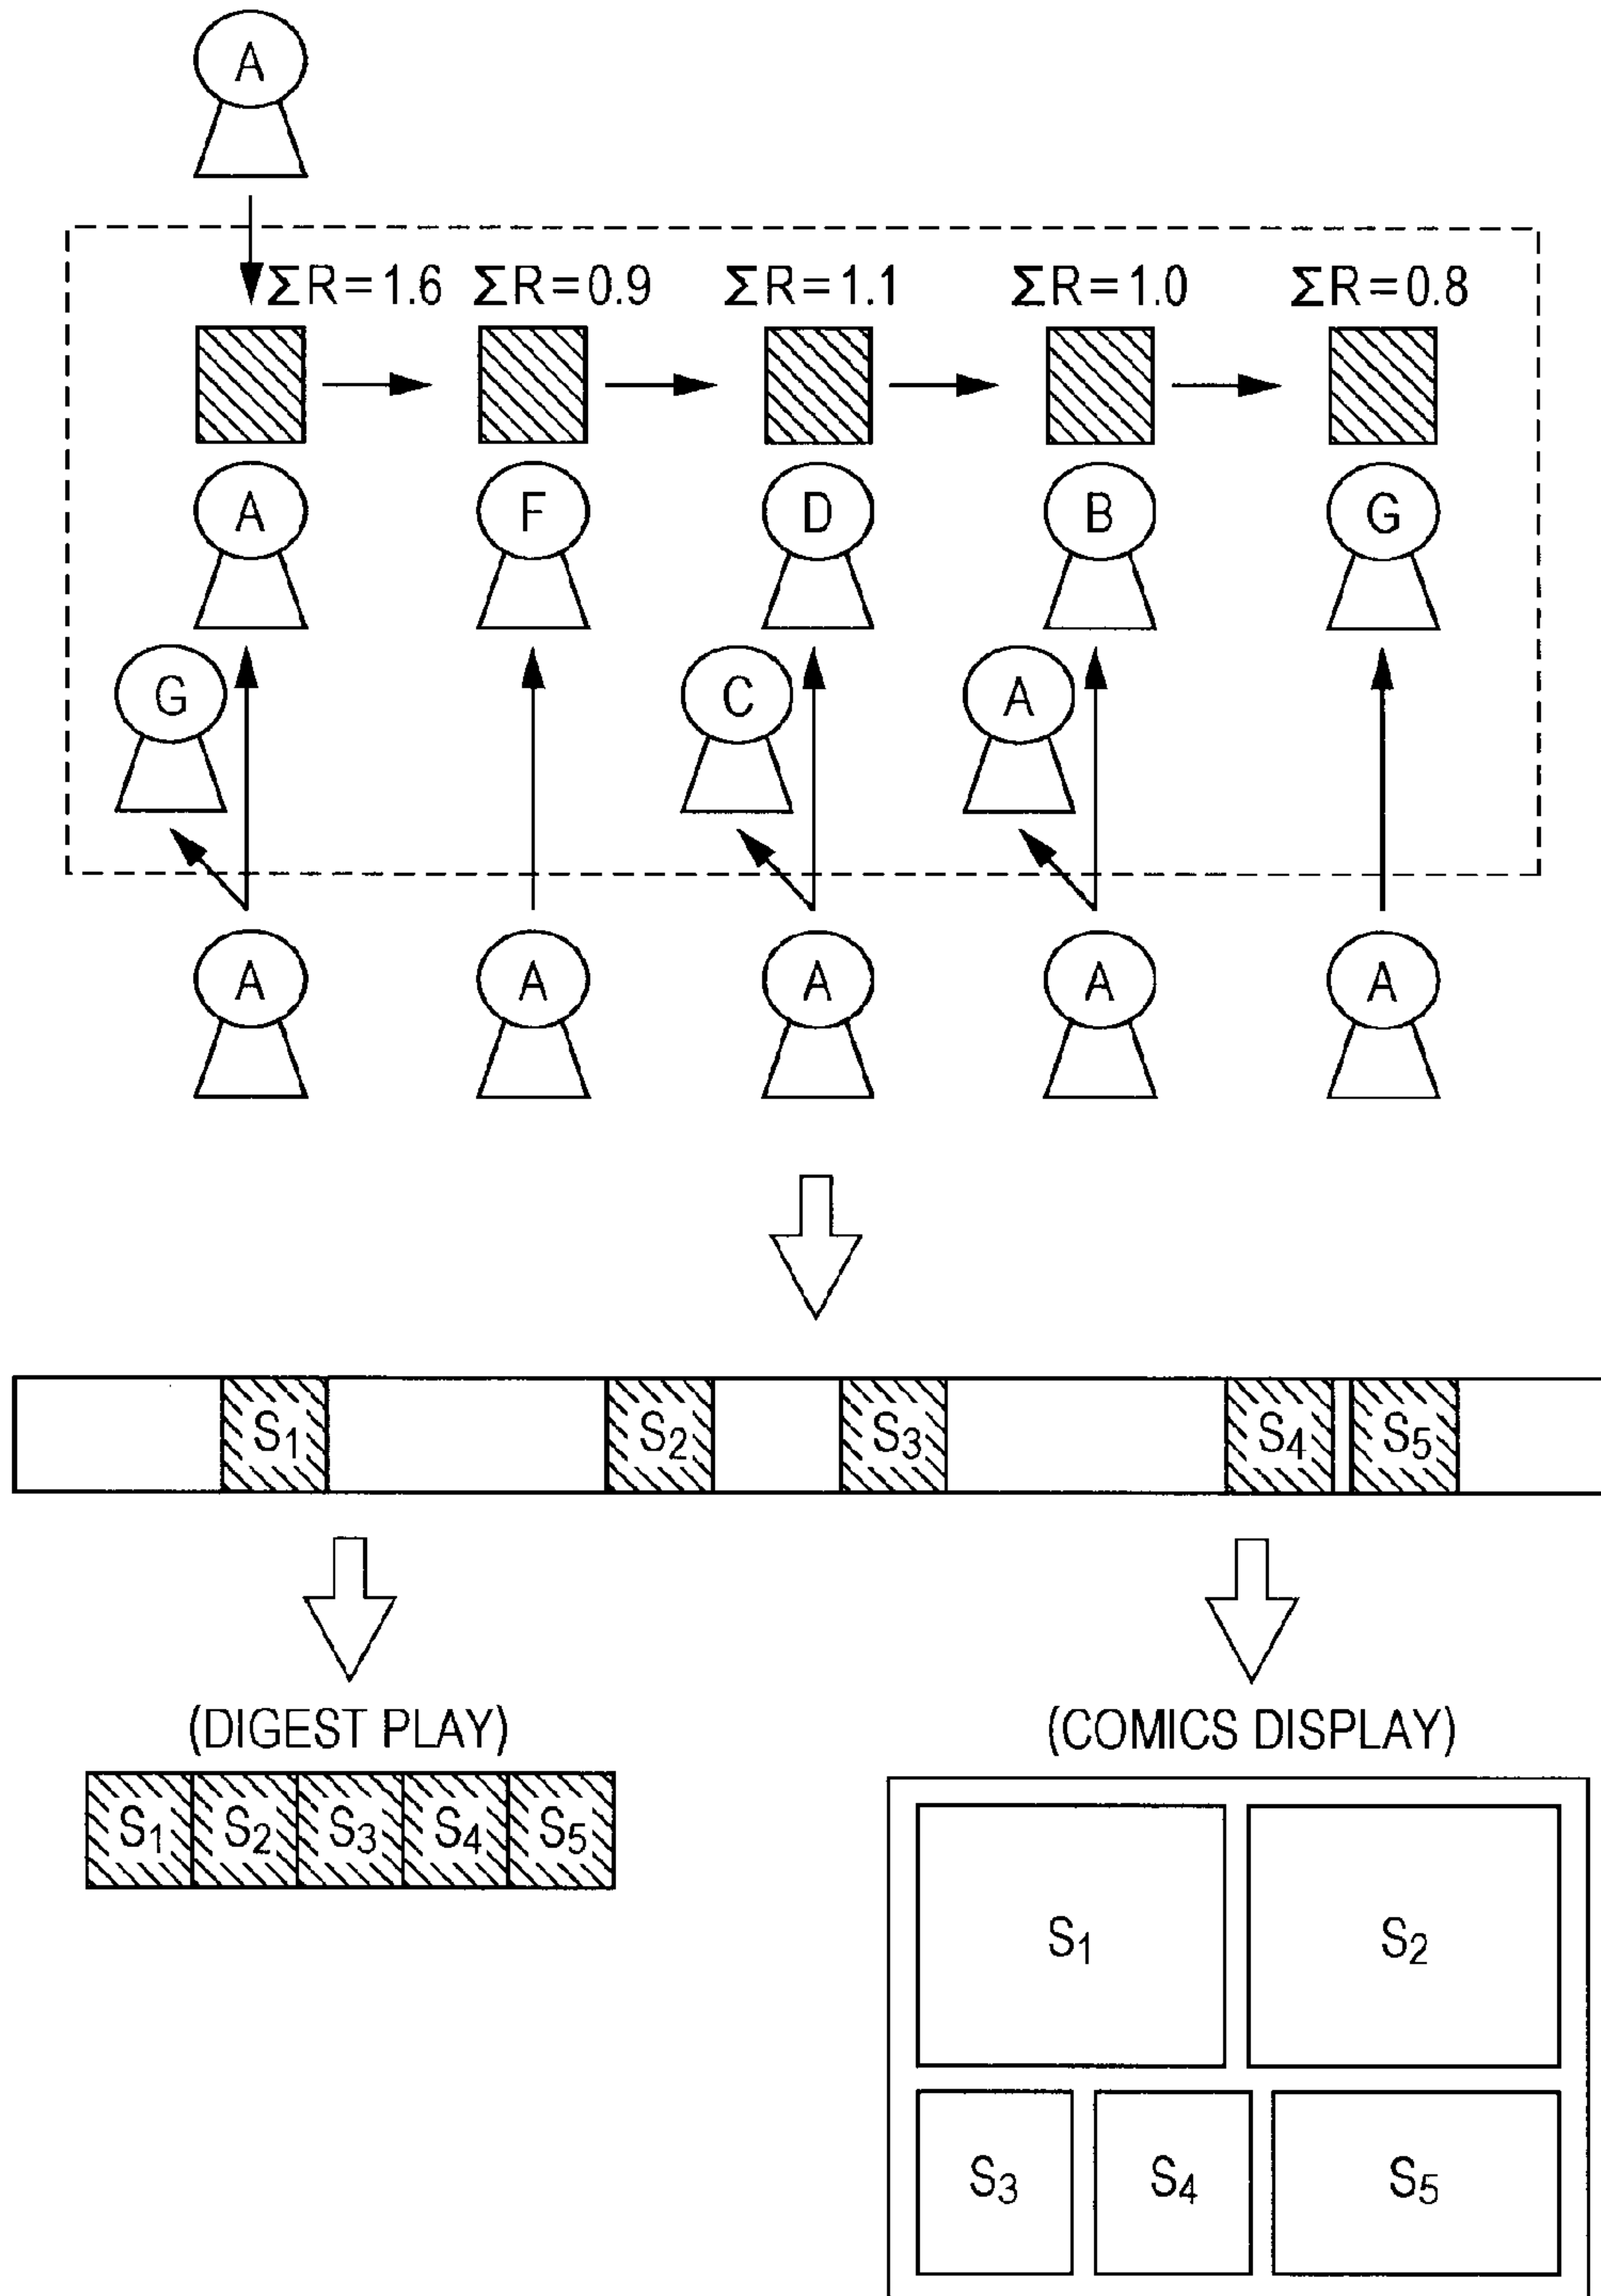 A
ΣR=1.6 ΣR=0.9 ΣR=1.1 ΣR=1.0 ΣR=0.8
A F D B G
G C A
A A A A A
S1 S2 S3 S4 S5
(DIGEST PLAY) (COMICS DISPLAY)
S1 S2 S3 S4 S5
S1 S2
S3 S4 S5